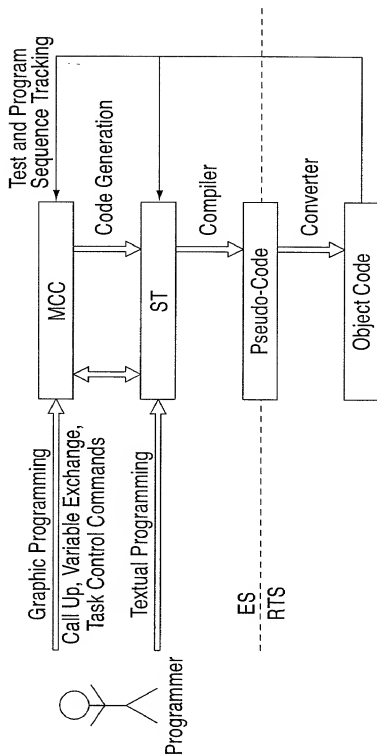 Test and Program
Sequence Tracking
Graphic Programming
Call Up, Variable Exchange,
Task Control Commands
MCC
Code Generation
Programmer
Textual Programming
ST
Compiler
ES
RTS
Pseudo-Code
Converter
Object Code